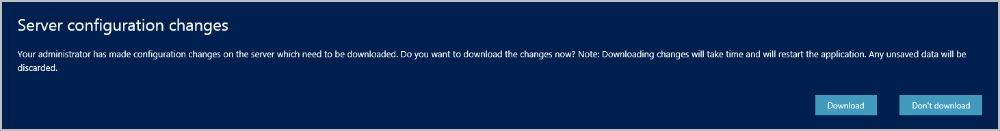 Server configuration changes
Your administrator has made configuration changes on the server which need to be downloaded. Do you want to download the changes now? Note: Downloading changes will take time and will restart the application. Any unsaved data will be
discarded.
Download
Don't download